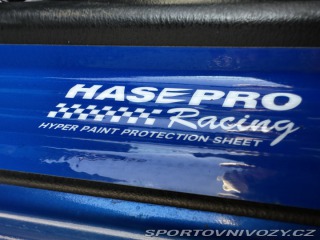 HASEPRO
Racing
HYPER PAINT PROTECTION SHEET
SPORTOVNIVOZY.CZ